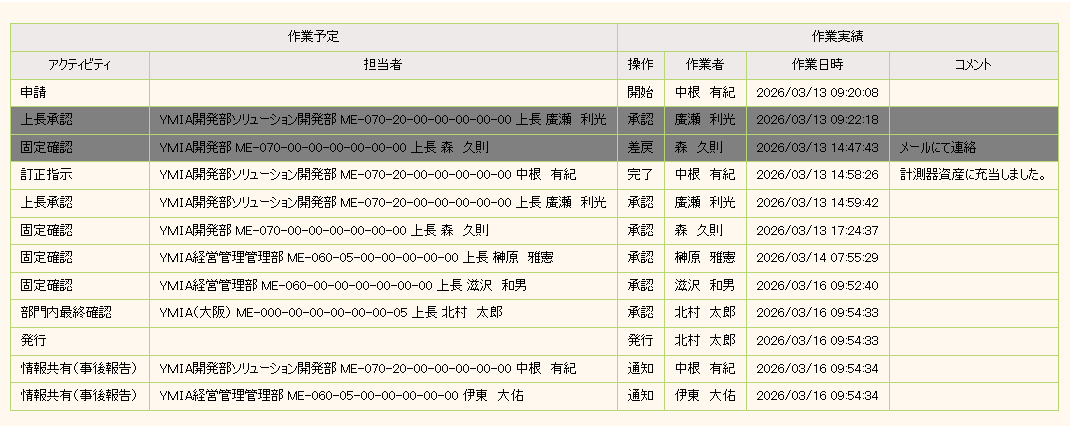 作業予定 作業実績
アクティビティ 担当者 操作 作業者 作業日時 コメント
申請 開始 中根 有紀 2026/03/13 09:20:08
上長承認 YMIA開発部ソリューション開発部 ME-070-20-00-00-00-00-00 上長 廣瀬 利光 承認 廣瀬 利光 2026/03/13 09:22:18
固定確認 YMIA開発部 ME-070-00-00-00-00-00-00 上長 森 久則 差戻 森 久則 2026/03/13 14:47:43 メールにて連絡
訂正指示 YMIA開発部ソリューション開発部 ME-070-20-00-00-00-00-00 中根 有紀 完了 中根 有紀 2026/03/13 14:58:26 計測器資産に充当しました。
上長承認 YMIA開発部ソリューション開発部 ME-070-20-00-00-00-00-00 上長 廣瀬 利光 承認 廣瀬 利光 2026/03/13 14:59:42
固定確認 YMIA開発部 ME-070-00-00-00-00-00-00 上長 森 久則 承認 森 久則 2026/03/13 17:24:37
固定確認 YMIA経営管理管理部 ME-060-05-00-00-00-00-00 上長 榊原 雅憲 承認 榊原 雅憲 2026/03/14 07:55:29
固定確認 YMIA経営管理部 ME-060-00-00-00-00-00-00 上長 滋沢 和男 承認 滋沢 和男 2026/03/16 09:52:40
部門内最終確認 YMIA(大阪) ME-000-00-00-00-00-00-05 上長 北村 太郎 承認 北村 太郎 2026/03/16 09:54:33
発行 発行 北村 太郎 2026/03/16 09:54:33
情報共有(事後報告) YMIA開発部ソリューション開発部 ME-070-20-00-00-00-00-00 中根 有紀 通知 中根 有紀 2026/03/16 09:54:34
情報共有(事後報告) YMIA経営管理管理部 ME-060-05-00-00-00-00-00 伊東 大佑 通知 伊東 大佑 2026/03/16 09:54:34